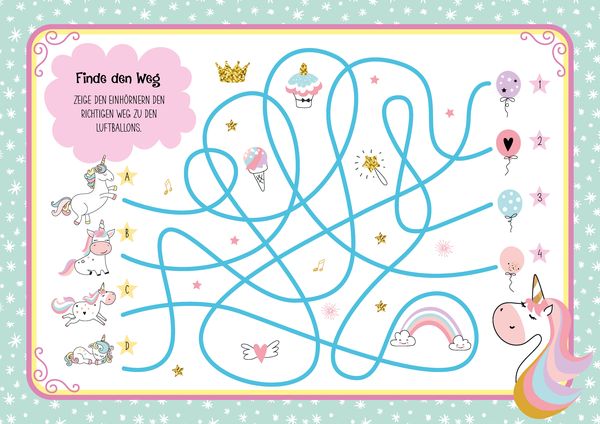 Finde den Weg
ZEIGE DEN EINHÖRNERN DEN
RICHTIGEN WEG ZU DEN
LUFTBALLONS.
A
B
C
D
1
2
3
4